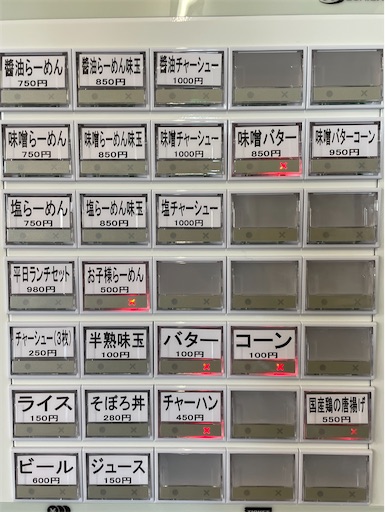 醤油らーめん
750円
醤油らーめん味玉
850円
醤油チャーシュー
1000円
味噌らーめん
750円
味噌らーめん味玉
850円
味噌チャーシュー
1000円
味噌バター
850円
味噌バターコーン
950円
塩らーめん
750円
塩らーめん味玉
850円
塩チャーシュー
1000円
平日ランチセット
980円
お子様らーめん
500円
チャーシュー(3枚)
250円
半熟味玉
100円
バター
100円
コーン
100円
ライス
150円
そぼろ丼
280円
チャーハン
450円
国産鶏の唐揚げ
550円
ビール
600円
ジュース
150円